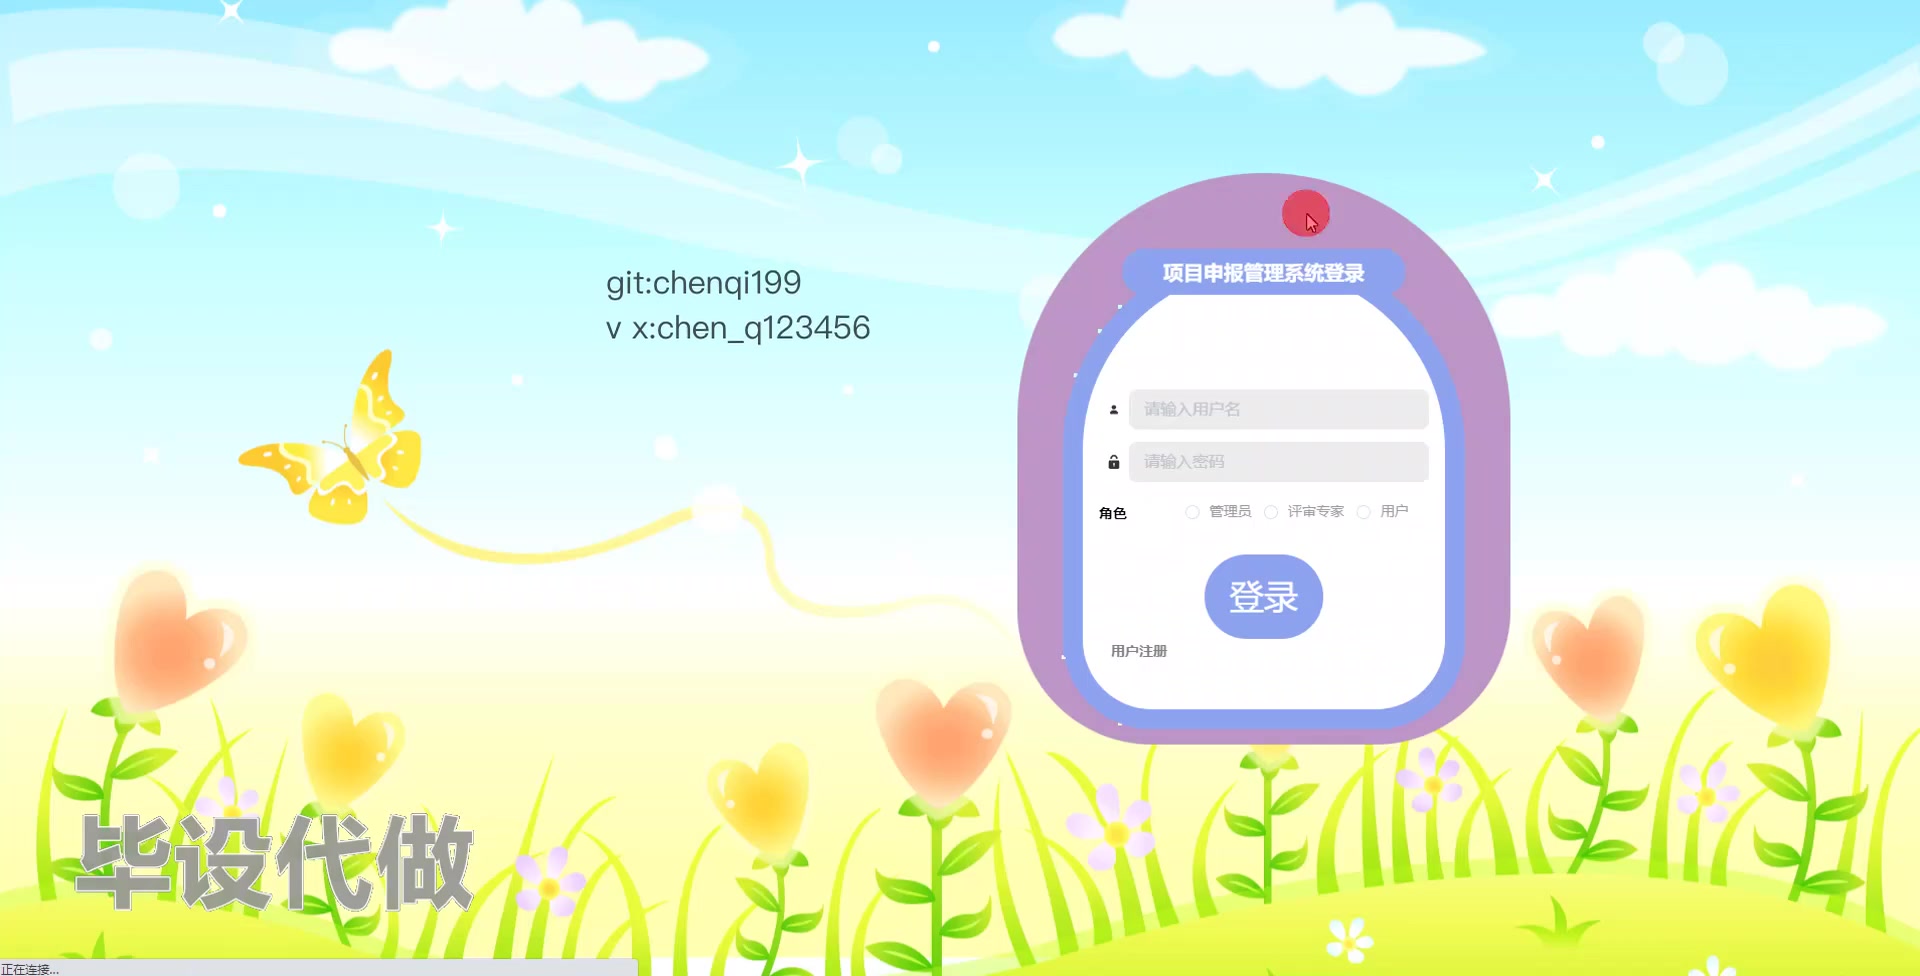 git:chenqi199
v x:chen_q123456
项目申报管理系统登录
请输入用户名
请输入密码
角色 管理员 评审专家 用户
登录
用户注册
毕设代做
正在连接...